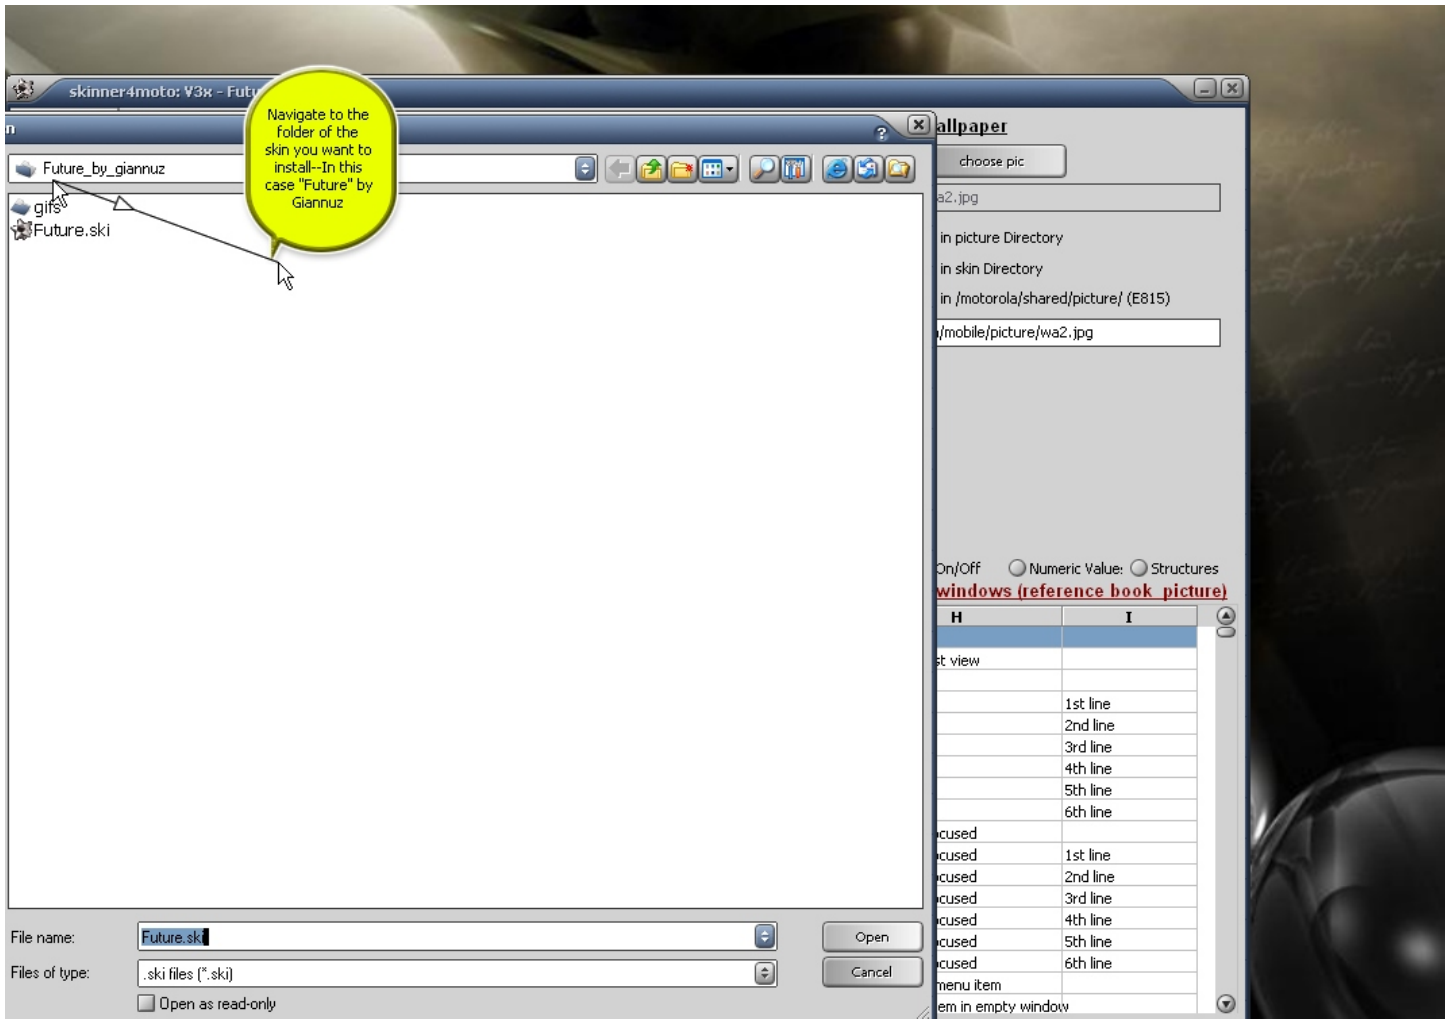 skinner4moto: V3x - Futu
n
Navigate to the
folder of the
skin you want to
install--In this
case "Future" by
Giannuz
Future_by_giannuz
gifs
Future.ski
File name:
Future.ski
Open
Files of type:
.ski files (*.ski)
Cancel
Open as read-only
allpaper
choose pic
a2.jpg
in picture Directory
in skin Directory
in /motorola/shared/picture/ (E815)
/mobile/picture/wa2.jpg
On/Off Numeric Value: Structures
windows (reference book picture)
H I
st view
1st line
2nd line
3rd line
4th line
5th line
6th line
cused
cused 1st line
cused 2nd line
cused 3rd line
cused 4th line
cused 5th line
cused 6th line
menu item
em in empty window